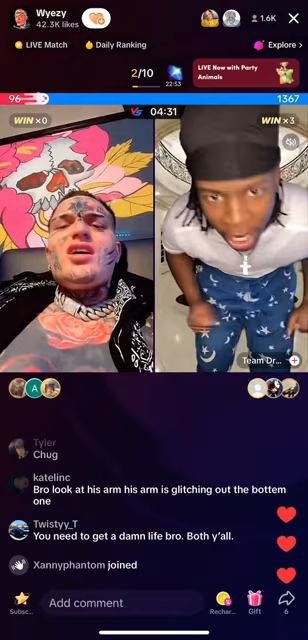 Wyezy
42.3K likes
1.6K
LIVE Match
Daily Ranking
Explore
2/10
22:53
LIVE Now with Party
Animals
96
1367
VS 04:31
WIN ×0
WIN ×3
Team Dr...
A
Tyler
Chug
katelinc
Bro look at his arm his arm is glitching out the bottem
one
Twistyy_T
You need to get a damn life bro. Both y'all.
Xannyphantom joined
Subsc...
Add comment
Rechar...
Gift
6